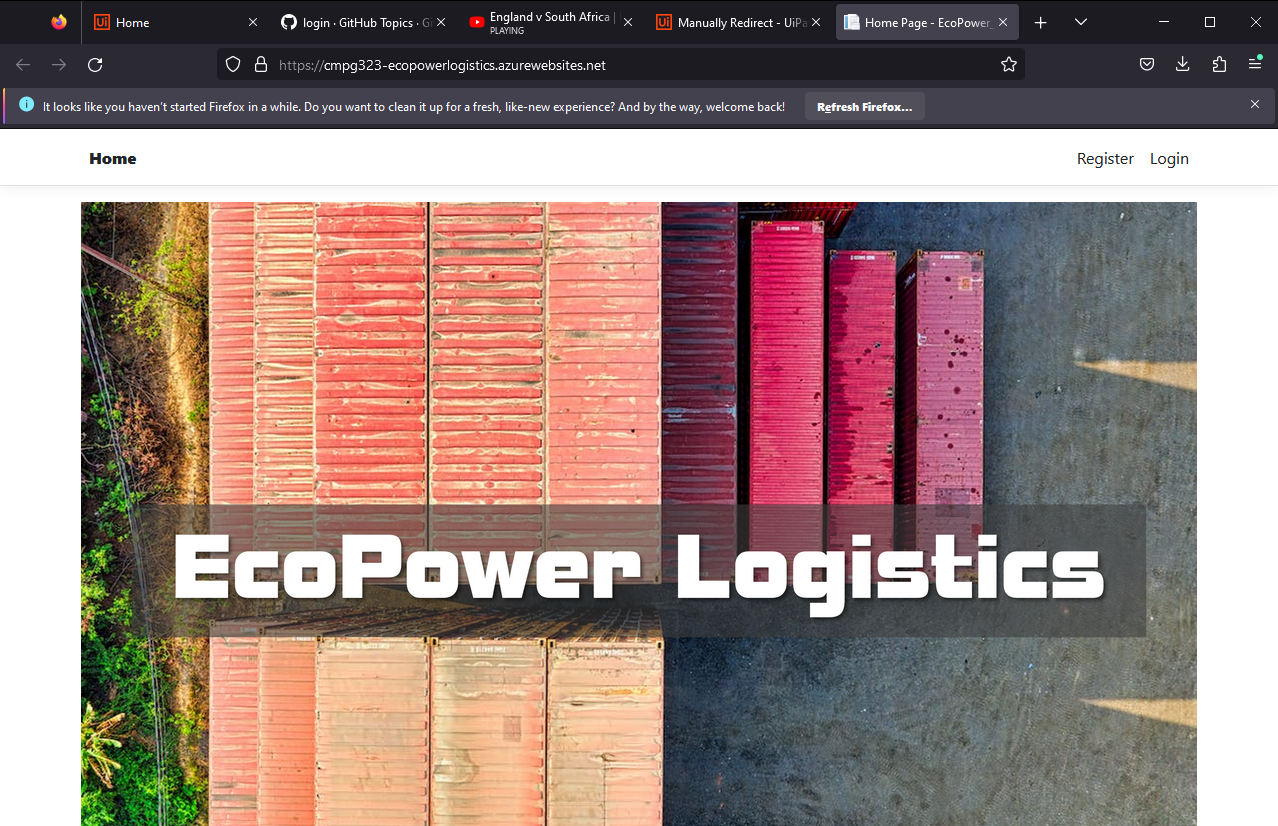 Home
login · GitHub Topics · Gi
England v South Africa |
PLAYING
Manually Redirect - UiPa
Home Page - EcoPower_
https://cmpg323-ecopowerlogistics.azurewebsites.net
It looks like you haven't started Firefox in a while. Do you want to clean it up for a fresh, like-new experience? And by the way, welcome back!
Refresh Firefox...
Home
Register
Login
EcoPower Logistics